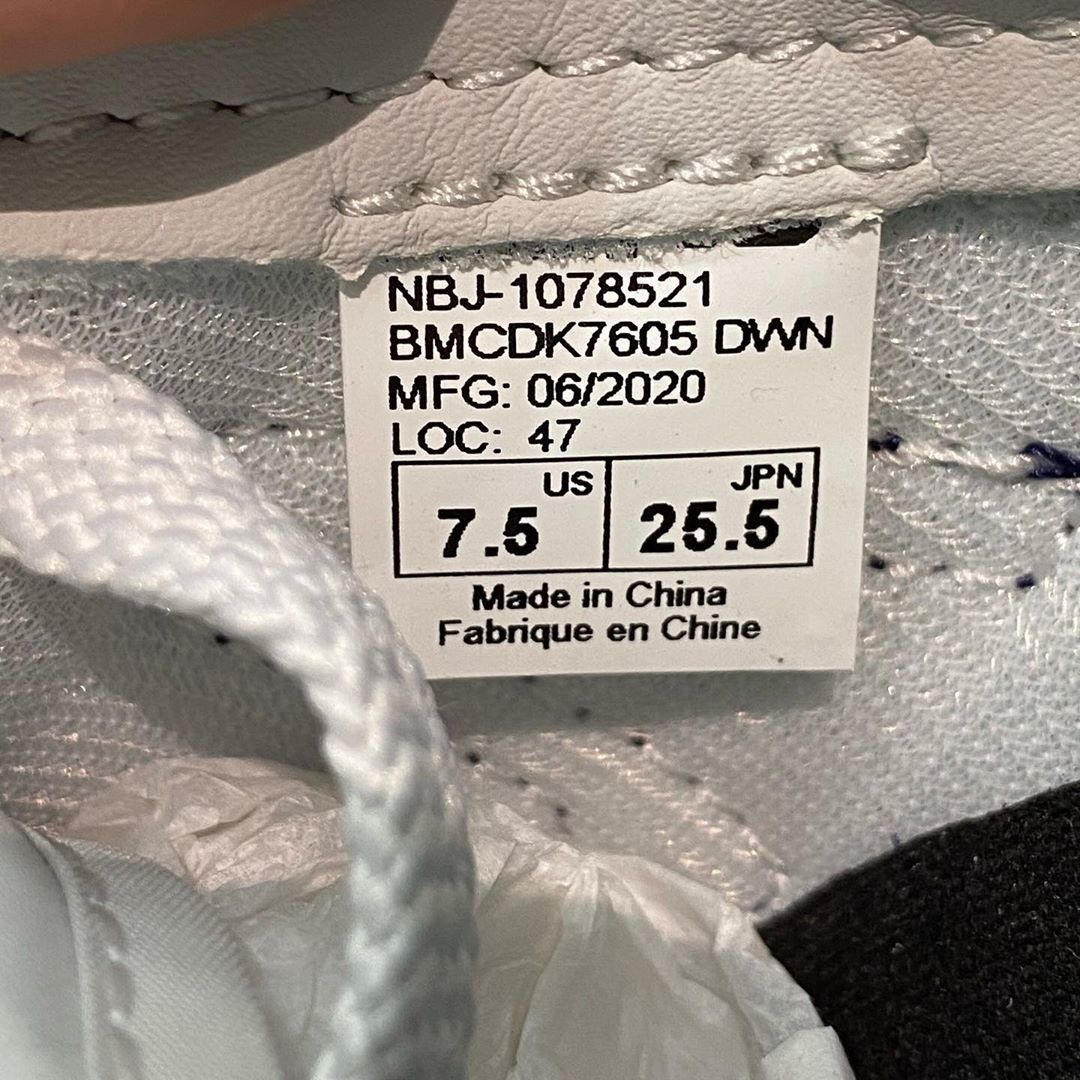 NBJ-1078521
BMCDK7605 DWN
MFG: 06/2020
LOC: 47
US JPN
7.5 25.5
Made in China
Fabrique en Chine